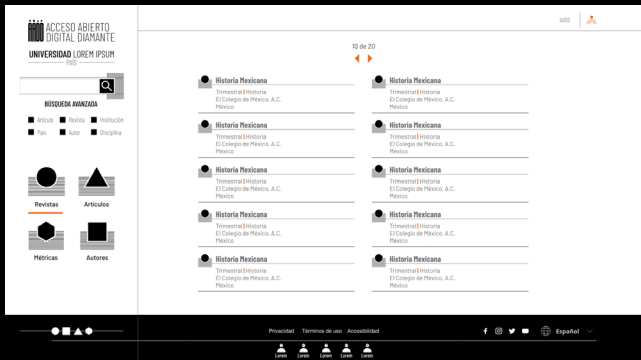 ACCESO ABIERTO
DIGITAL DIAMANTE
UNIVERSIDAD LOREM IPSUM
PAÍS
BÚSQUEDA AVANZADA
Artículo Revista Institución
País Autor Disciplina
Revistas Artículos
Métricas Autores
AADD
10 de 20
Historia Mexicana
Trimestral | Historia
El Colegio de México, A.C.
México
Historia Mexicana
Trimestral | Historia
El Colegio de México, A.C.
México
Historia Mexicana
Trimestral | Historia
El Colegio de México, A.C.
México
Historia Mexicana
Trimestral | Historia
El Colegio de México, A.C.
México
Historia Mexicana
Trimestral | Historia
El Colegio de México, A.C.
México
Historia Mexicana
Trimestral | Historia
El Colegio de México, A.C.
México
Historia Mexicana
Trimestral | Historia
El Colegio de México, A.C.
México
Historia Mexicana
Trimestral | Historia
El Colegio de México, A.C.
México
Historia Mexicana
Trimestral | Historia
El Colegio de México, A.C.
México
Historia Mexicana
Trimestral | Historia
El Colegio de México, A.C.
México
Privacidad Términos de uso Accesibilidad
Español
Lorem Lorem Lorem Lorem Lorem